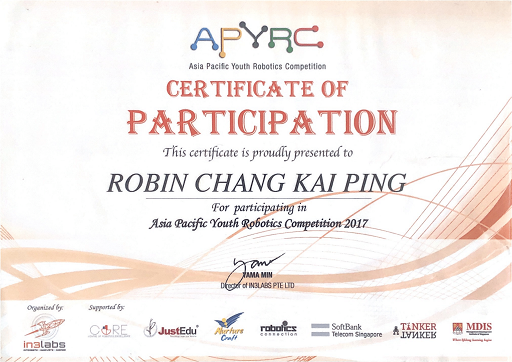 APYRC
Asia Pacific Youth Robotics Competition
CERTIFICATE OF
PARTICIPATION
This certificate is proudly presented to
ROBIN CHANG KAI PING
For participating in
Asia Pacific Youth Robotics Competition 2017
YAMA MIN
Director of IN3LABS PTE LTD
Organized by:
Supported by:
in3labs
CORE
JustEdu
Nurture
Craft
robotics
connection
SoftBank
Telecom Singapore
TINKER
TANKER
MDIS